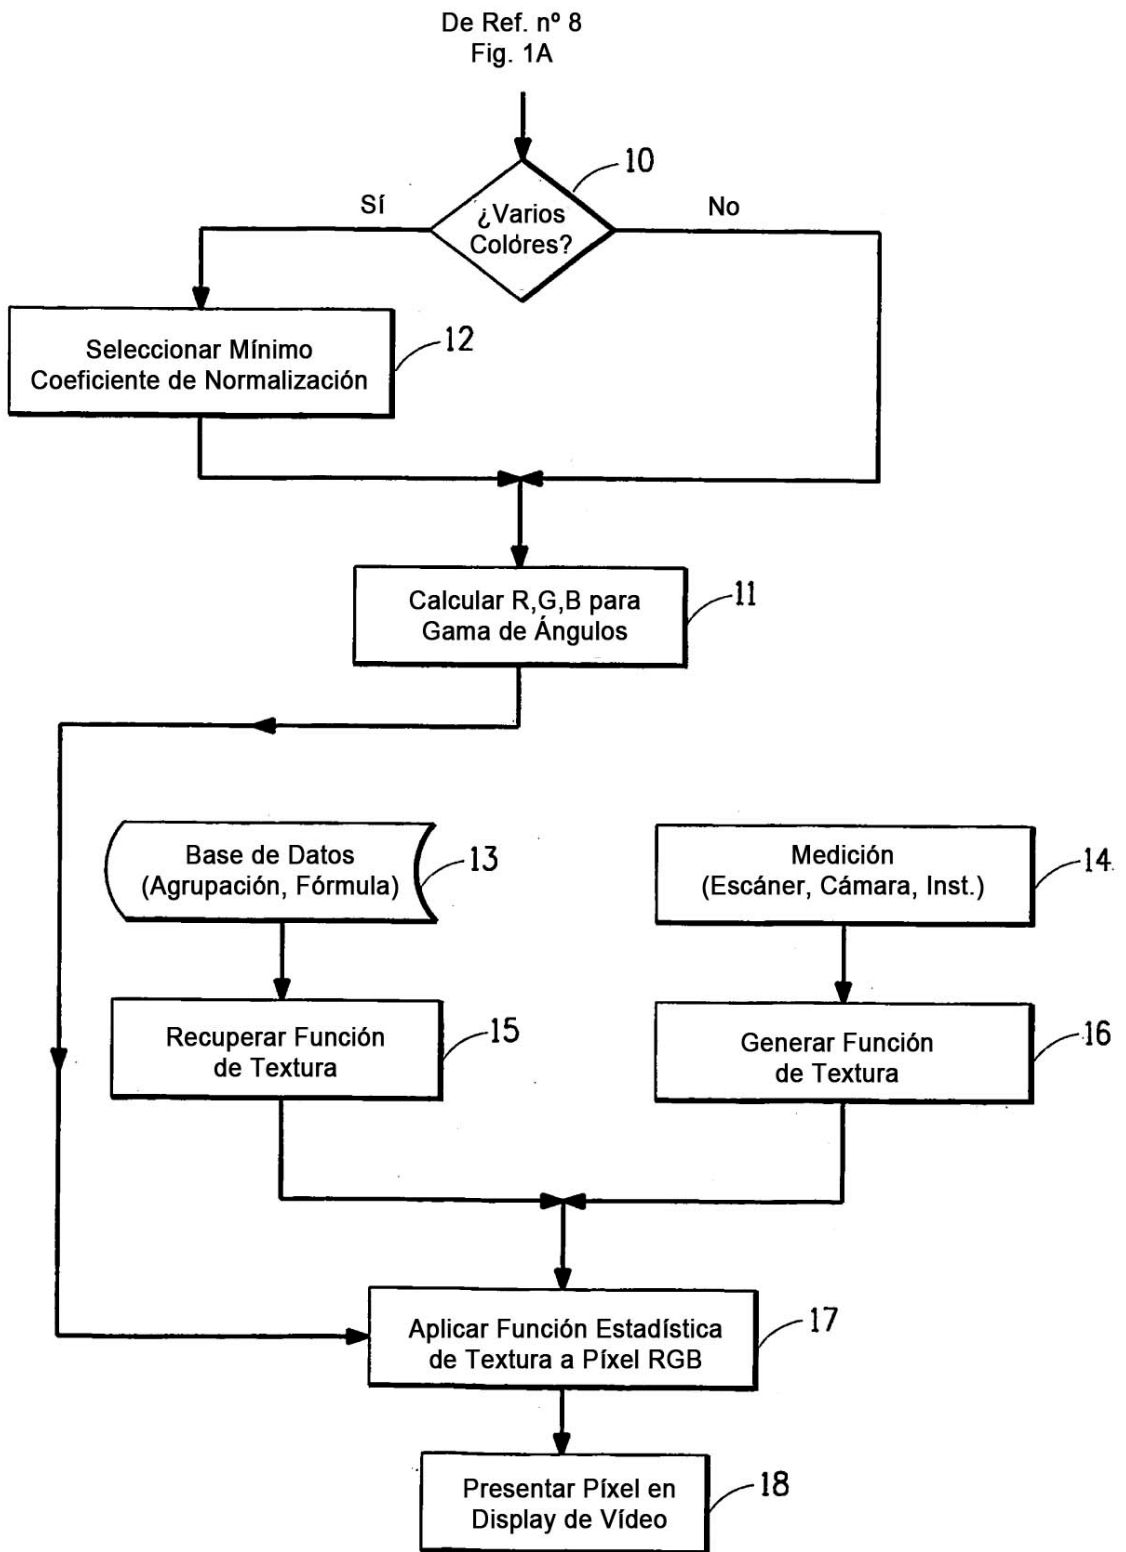 De Ref. nº 8
Fig. 1A
10
Sí
No
¿Varios
Colores?
12
Seleccionar Mínimo
Coeficiente de Normalización
11
Calcular R,G,B para
Gama de Ángulos
Base de Datos
(Agrupación, Fórmula)
13
Medición
(Escáner, Cámara, Inst.)
14
Recuperar Función
de Textura
15
Generar Función
de Textura
16
Aplicar Función Estadística
de Textura a Píxel RGB
17
Presentar Píxel en
Display de Vídeo
18